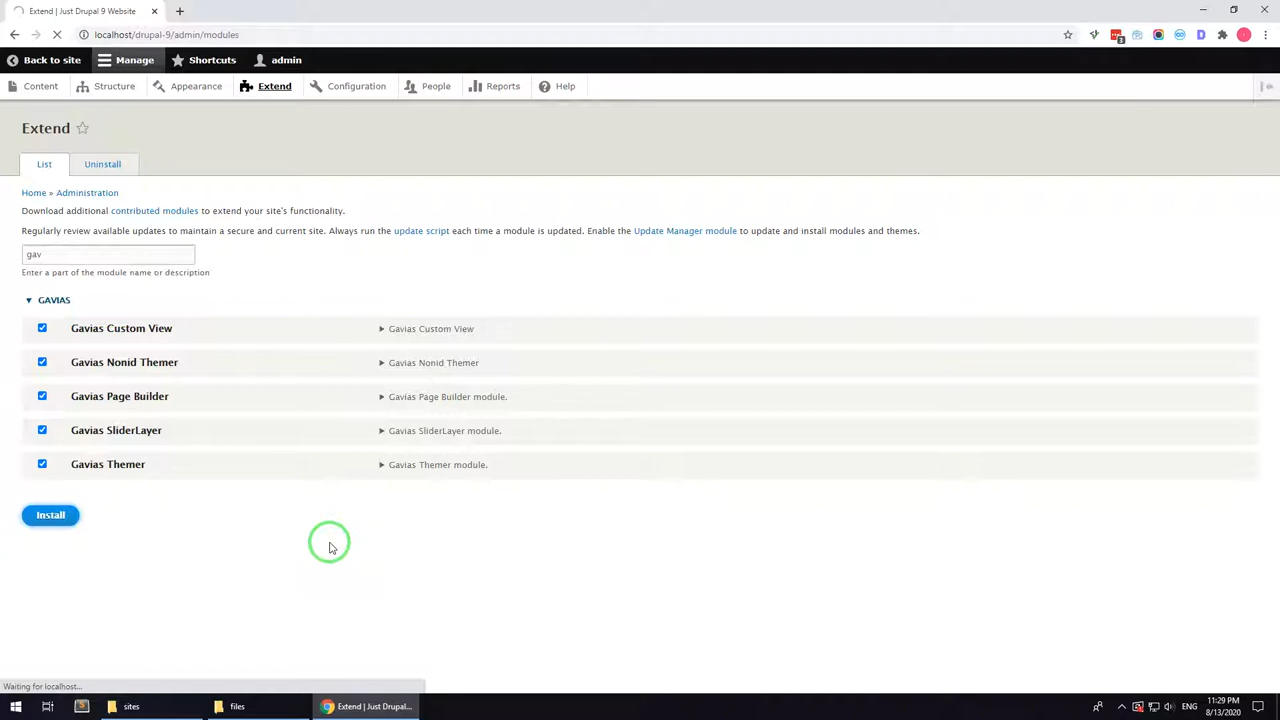 Extend | Just Drupal 9 Website
localhost/drupal-9/admin/modules
3
Back to site Manage Shortcuts admin
Content Structure Appearance Extend Configuration People Reports Help
Extend
List Uninstall
Home » Administration
Download additional contributed modules to extend your site's functionality.
Regularly review available updates to maintain a secure and current site. Always run the update script each time a module is updated. Enable the Update Manager module to update and install modules and themes.
gav
Enter a part of the module name or description
▼ GAVIAS
Gavias Custom View ► Gavias Custom View
Gavias Nonid Themer ► Gavias Nonid Themer
Gavias Page Builder ► Gavias Page Builder module.
Gavias SliderLayer ► Gavias SliderLayer module.
Gavias Themer ► Gavias Themer module.
Install
Waiting for localhost...
sites files Extend | Just Drupal... ENG
11:29 PM
8/13/2020